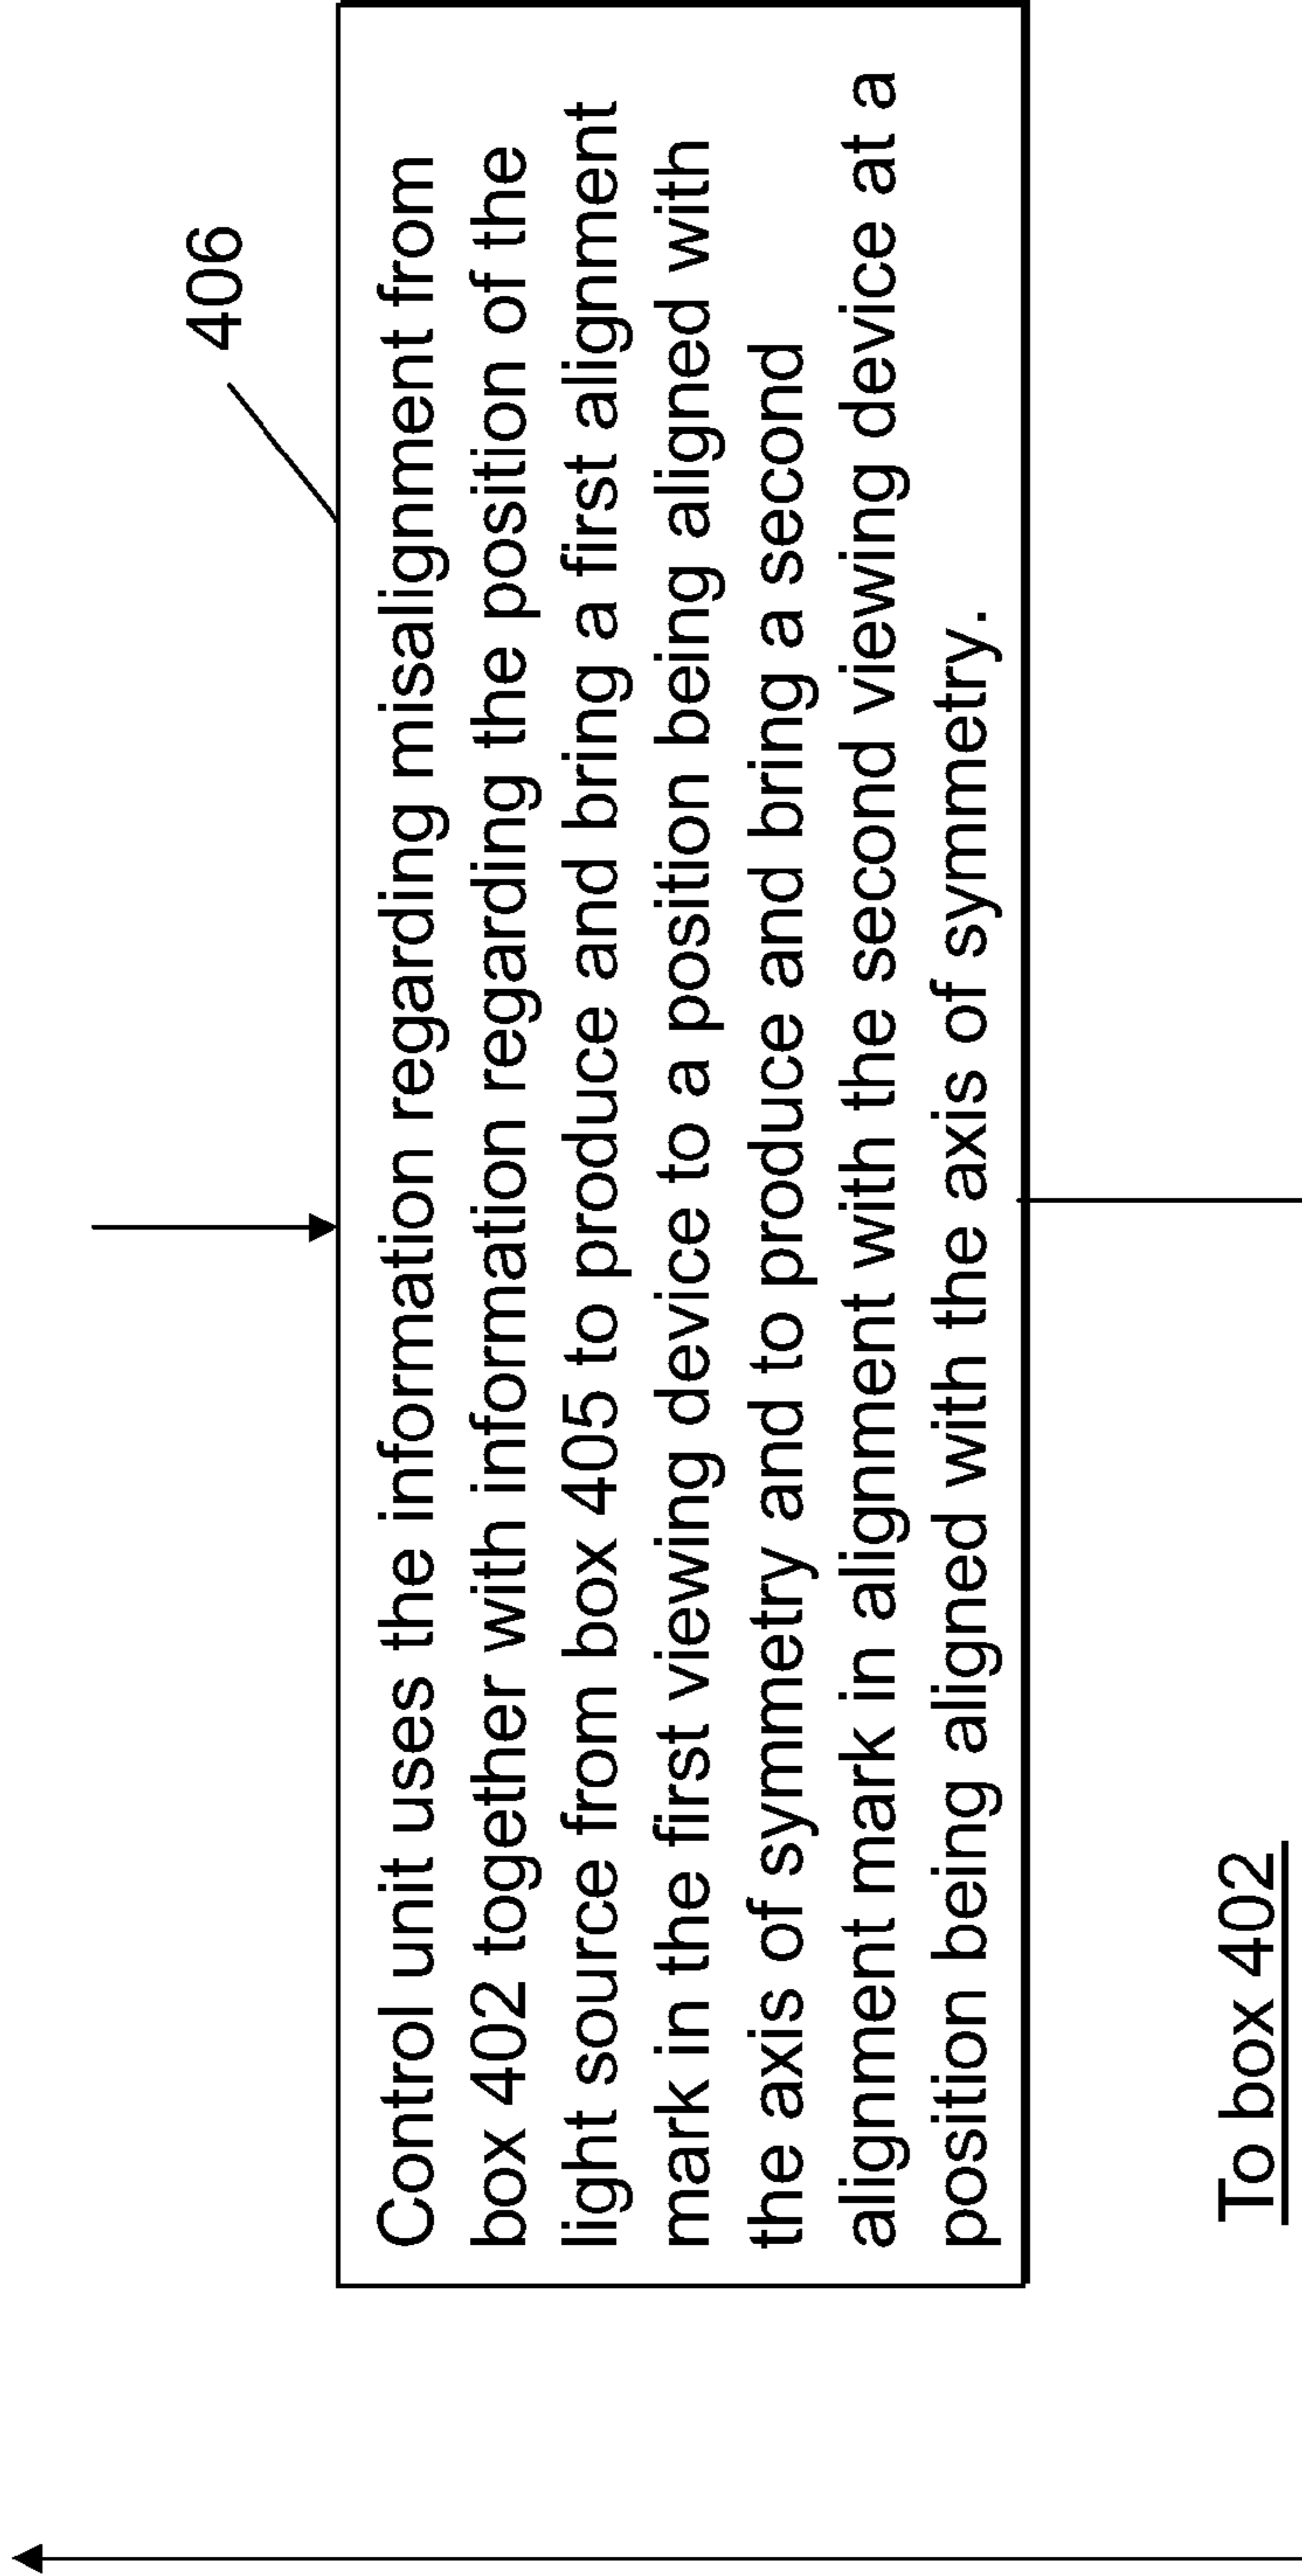 406
Control unit uses the information regarding misalignment from
box 402 together with information regarding the position of the
light source from box 405 to produce and bring a first alignment
mark in the first viewing device to a position being aligned with
the axis of symmetry and to produce and bring a second
alignment mark in alignment with the second viewing device at a
position being aligned with the axis of symmetry.
To box 402